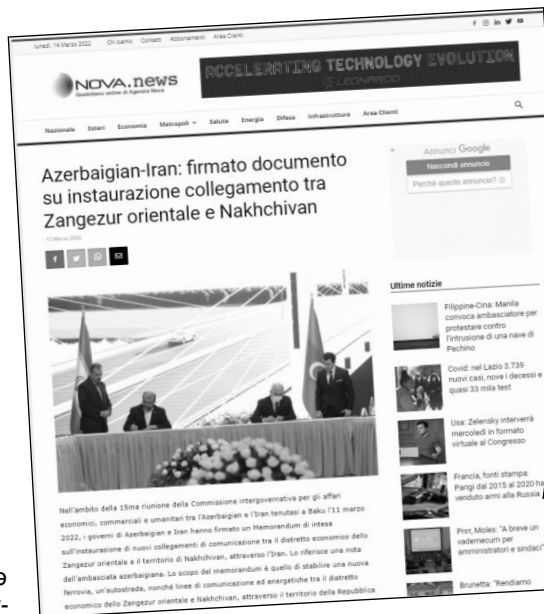 lunedì, 14 Marzo 2022 Chi siamo Contatti Abbonamenti Area Clienti
NOVA.news
Quotidiano online di Agenzia Nova
ACCELERATING TECHNOLOGY EVOLUTION
LEONARDO
Nazionale Esteri Economia Metropoli Salute Energia Difesa Infrastrutture Area Clienti
Azerbaigian-Iran: firmato documento
su instaurazione collegamento tra
Zangezur orientale e Nakhchivan
12 Marzo 2022
Nell'ambito della 15ma riunione della Commissione intergovernativa per gli affari
economici, commerciali e umanitari tra l'Azerbaigian e l'Iran tenutasi a Baku l'11 marzo
2022, i governi di Azerbaigian e Iran hanno firmato un Memorandum di intesa
sull'instaurazione di nuovi collegamenti di comunicazione tra il distretto economico dello
Zangezur orientale e il territorio di Nakhchivan, attraverso l'Iran. Lo riferisce una nota
dell'ambasciata azerbaigiana. Lo scopo del memorandum è quello di stabilire una nuova
ferrovia, un'autostrada, nonché linee di comunicazione ed energetiche tra il distretto
economico dello Zangezur orientale e Nakhchivan, attraverso il territorio della Repubblica
Annunci Google
Nascondi annuncio
Perché questo annuncio?
Ultime notizie
Filippine-Cina: Manila
convoca ambasciatore per
protestare contro
l'intrusione di una nave di
Pechino
Covid: nel Lazio 3.739
nuovi casi, nove i decessi e
quasi 33 mila test
Usa: Zelensky interverrà
mercoledì in formato
virtuale al Congresso
Francia, fonti stampa:
Parigi dal 2015 al 2020 ha
venduto armi alla Russia
Pnrr, Moles: "A breve un
vademecum per
amministratori e sindaci"
Brunetta: "Rendiamo